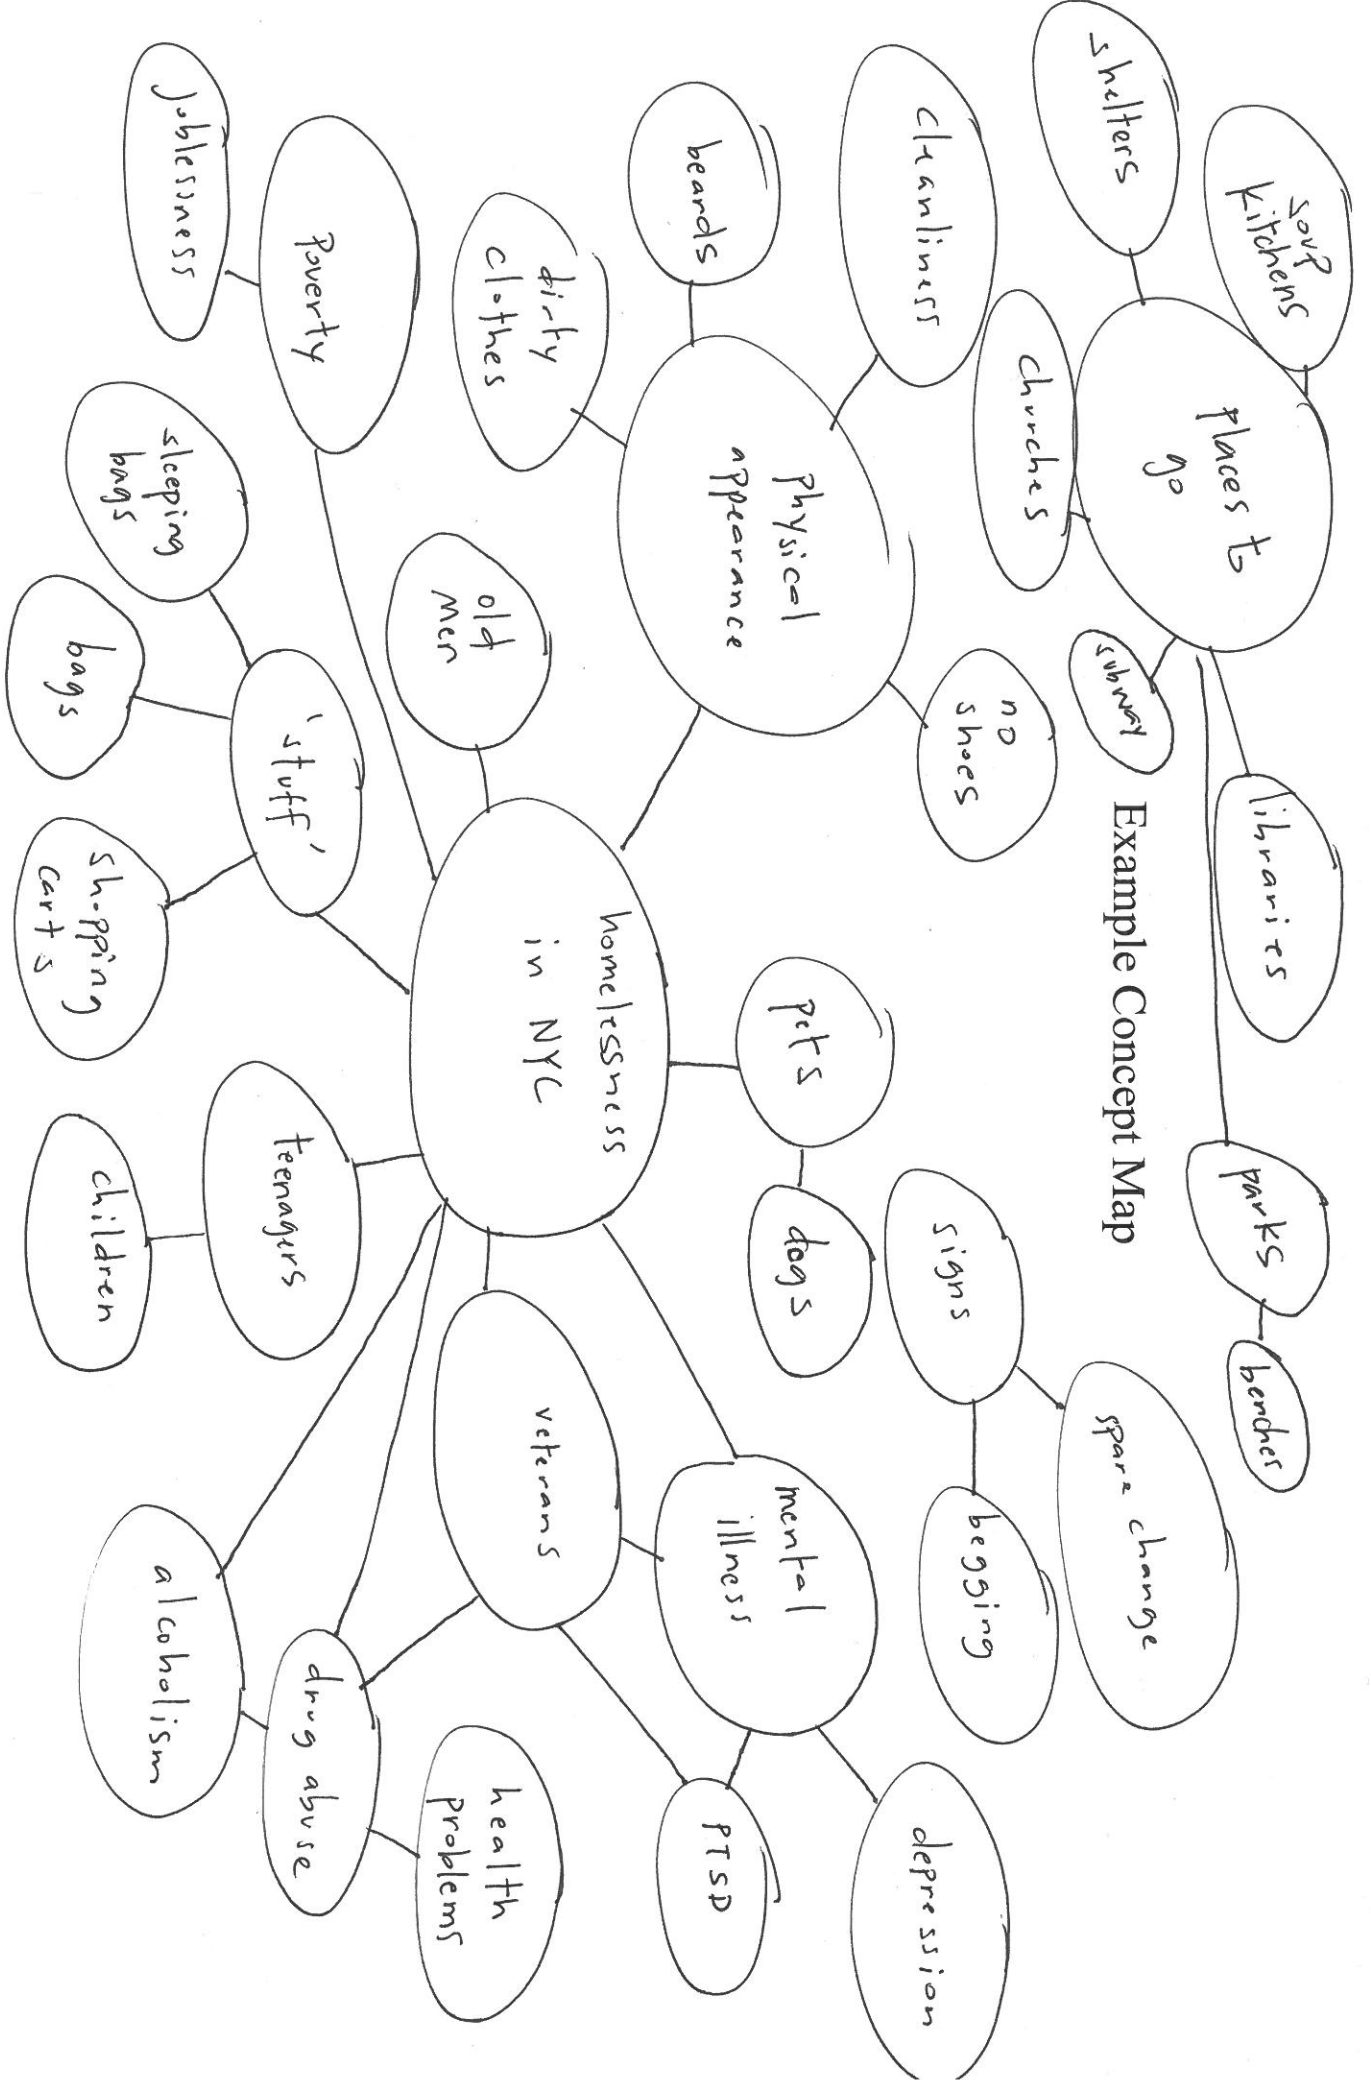 Example Concept Map
soup
kitchens
places to
go
shelters
churches
subway
libraries
parks
benches
spare change
signs
begging
cleanliness
beards
dirty
clothes
physical
appearance
no
shoes
pets
dogs
mental
illness
depression
PTSD
old
men
homelessness
in NYC
veterans
health
problems
Poverty
joblessness
'stuff'
sleeping
bags
bags
shopping
carts
teenagers
children
drug abuse
alcoholism